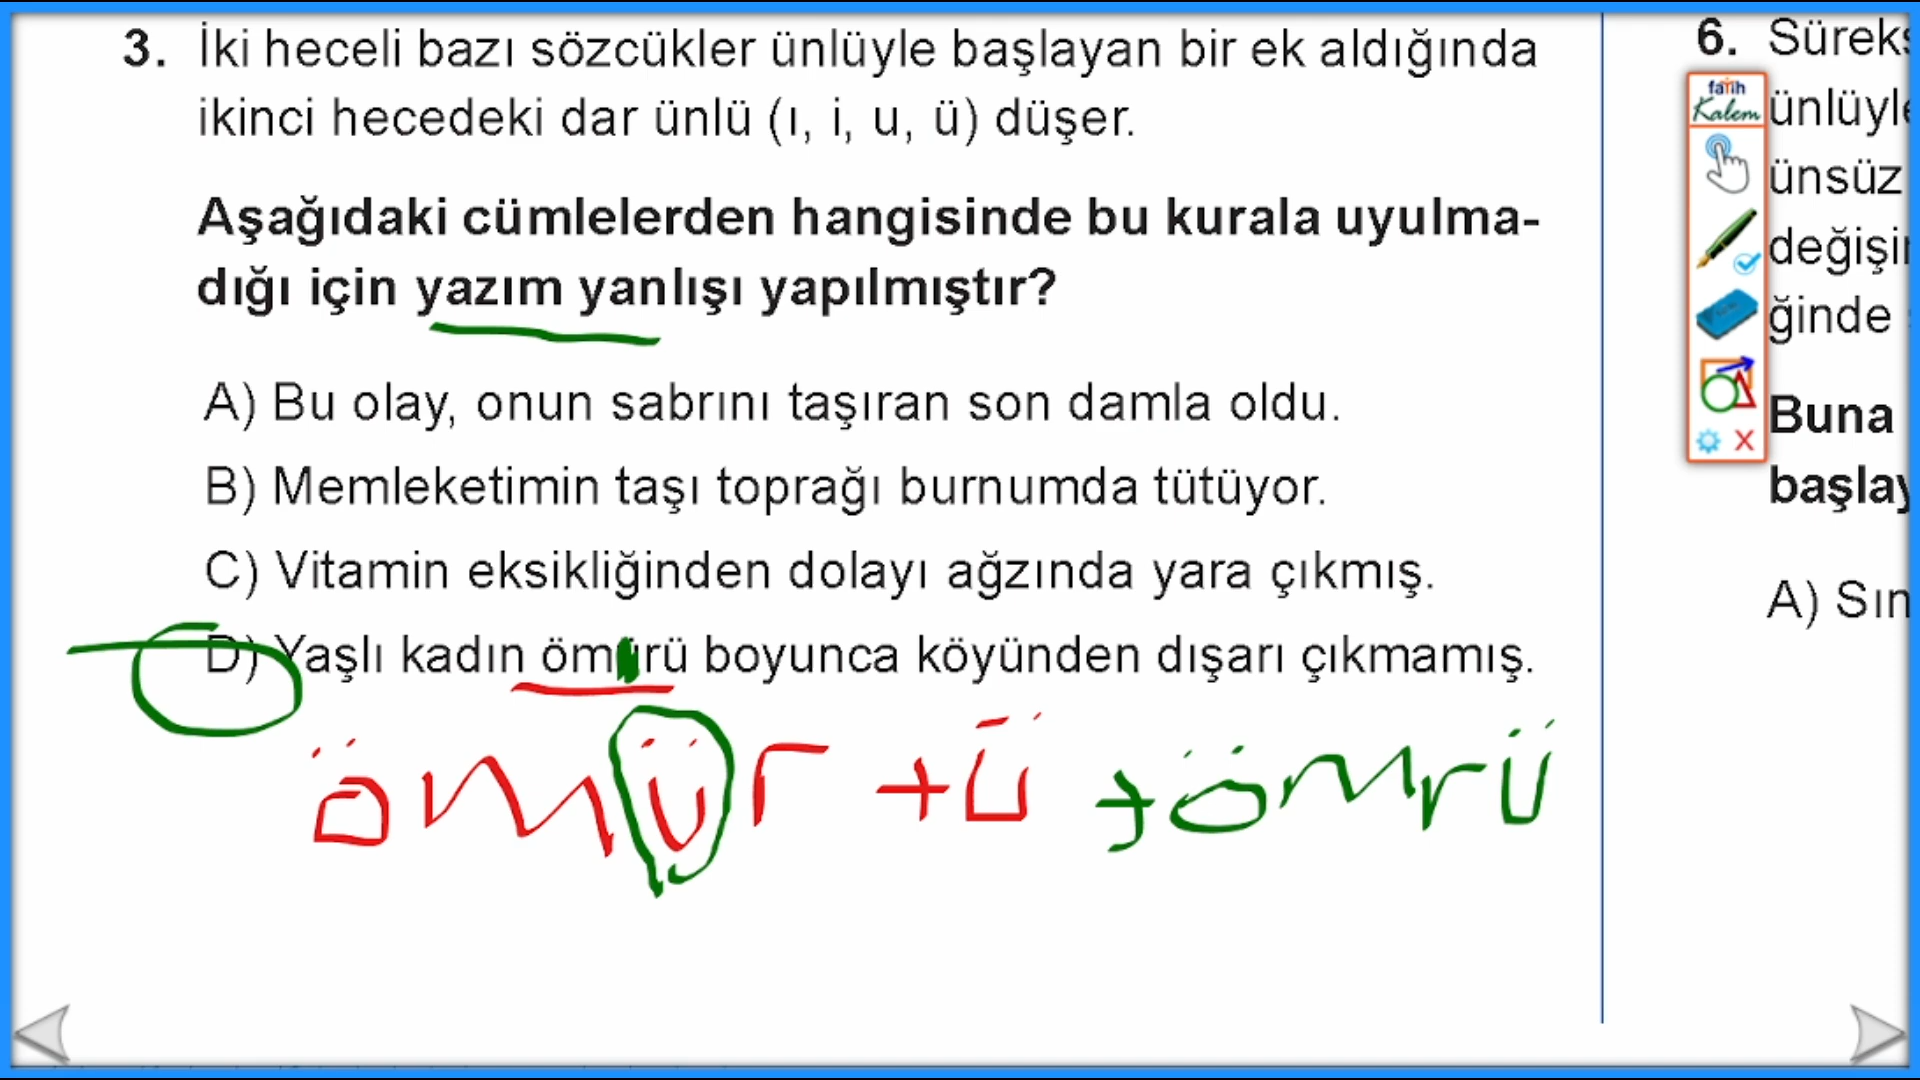 3. İki heceli bazı sözcükler ünlüyle başlayan bir ek aldığında
ikinci hecedeki dar ünlü (ı, i, u, ü) düşer.
Aşağıdaki cümlelerden hangisinde bu kurala uyulma-
dığı için yazım yanlışı yapılmıştır?
A) Bu olay, onun sabrını taşıran son damla oldu.
B) Memleketimin taşı toprağı burnumda tütüyor.
C) Vitamin eksikliğinden dolayı ağzında yara çıkmış.
D) Yaşlı kadın ömürü boyunca köyünden dışarı çıkmamış.
ömür +ü → ömrü
6. Süreks
ünlüyle
ünsüz
değişir
ğinde
Buna
başlay
A) Sın
fatih
Kalem